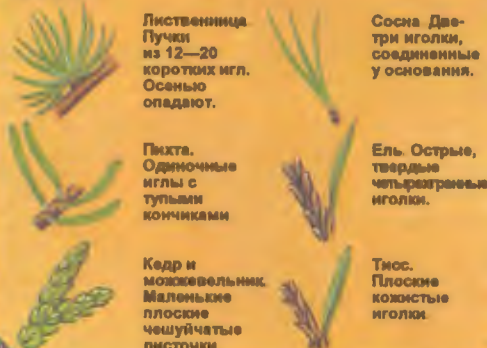 Лиственница.
Пучки
из 12—20
коротких игл.
Осенью
опадают.
Сосна. Две-
три иголки,
соединенные
у основания.
Пихта.
Одиночные
иглы с
тупыми
кончиками
Ель. Острые,
твердые
четырехгранные
иголки.
Кедр и
можжевельник.
Маленькие
плоские
чешуйчатые
листочки
Тисс.
Плоские
кожистые
иголки.